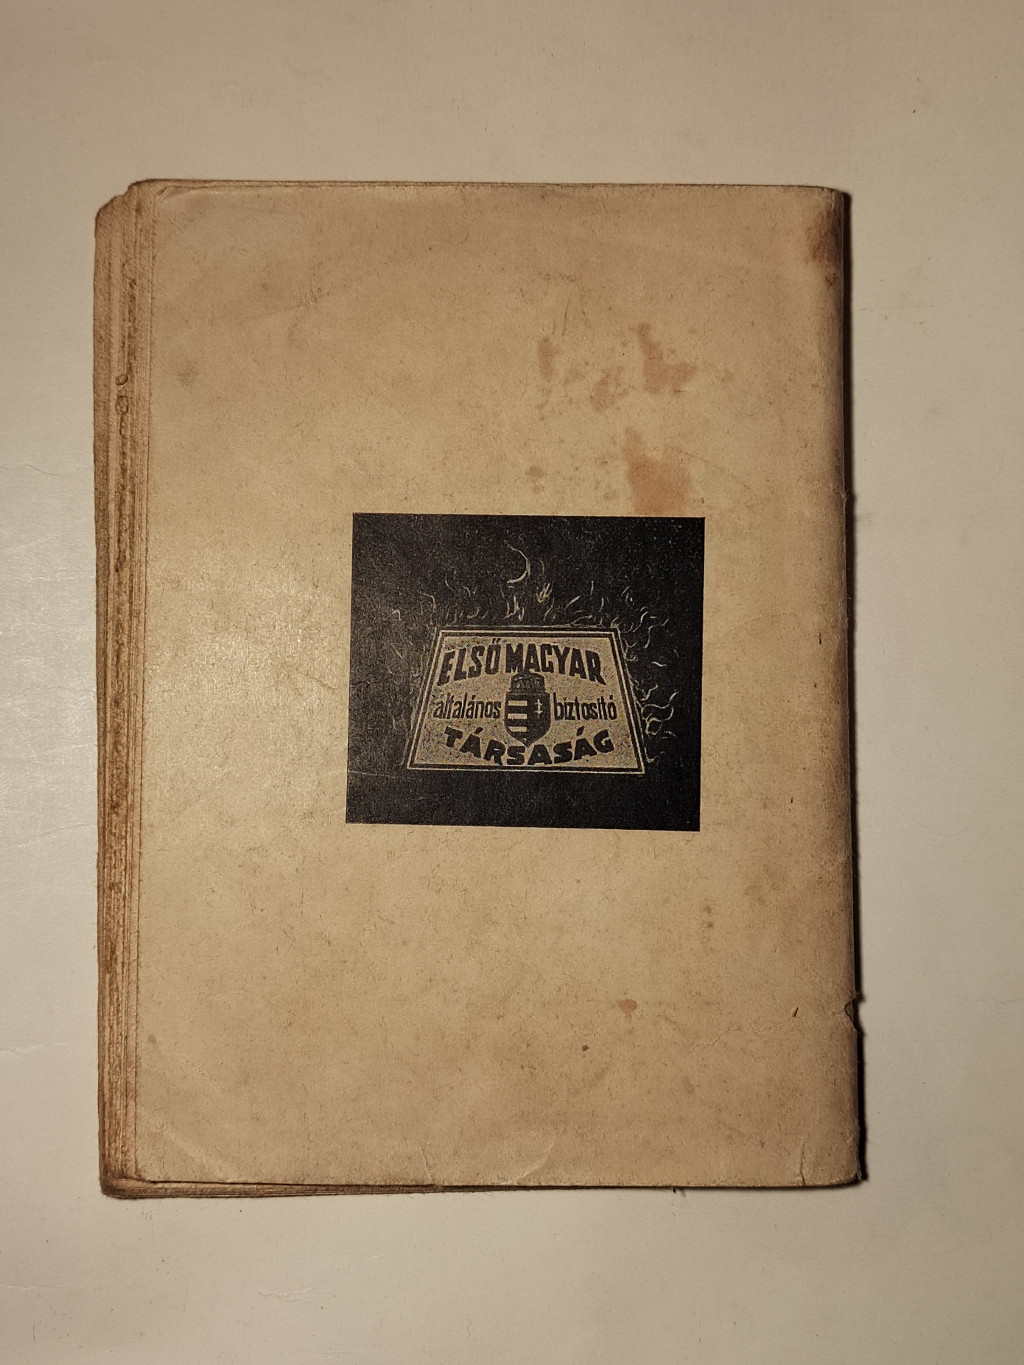 ELSŐ MAGYAR
általános biztosító
TÁRSASÁG